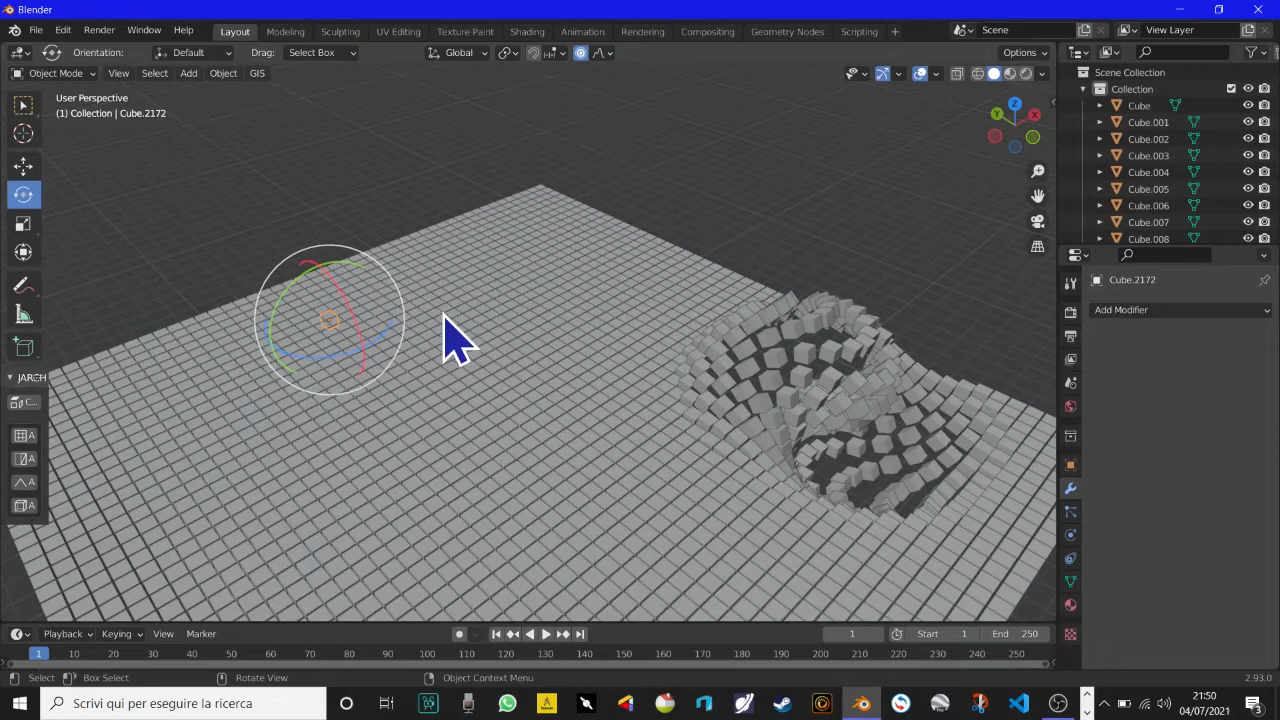 Blender
File Edit Render Window Help Layout Modeling Sculpting UV Editing Texture Paint Shading Animation Rendering Compositing Geometry Nodes Scripting + Scene View Layer
Orientation: Default Drag: Select Box Global Options
Object Mode View Select Add Object GIS
User Perspective
(1) Collection | Cube.2172
Z
Y
X
Scene Collection
Collection
Cube
Cube.001
Cube.002
Cube.003
Cube.004
Cube.005
Cube.006
Cube.007
Cube.008
Cube.2172
Add Modifier
C...
A
A
A
A
Playback Keying View Marker 1 Start 1 End 250
1 10 20 30 40 50 60 70 80 90 100 110 120 130 140 150 160 170 180 190 200 210 220 230 240 250
Select Box Select Rotate View Object Context Menu 2.93.0
Scrivi qui per eseguire la ricerca
21:50
04/07/2021
3